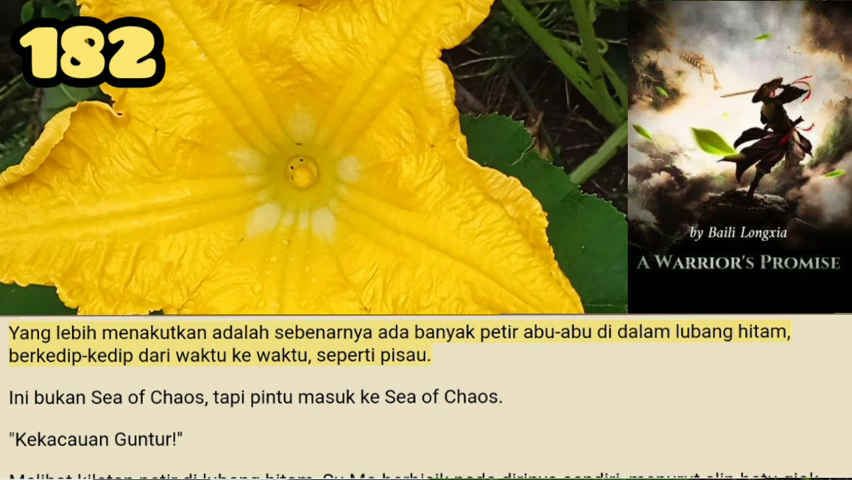 182
by Baili Longxia
A WARRIOR'S PROMISE
Yang lebih menakutkan adalah sebenarnya ada banyak petir abu-abu di dalam lubang hitam,
berkedip-kedip dari waktu ke waktu, seperti pisau.
Ini bukan Sea of Chaos, tapi pintu masuk ke Sea of Chaos.
"Kekacauan Guntur!"